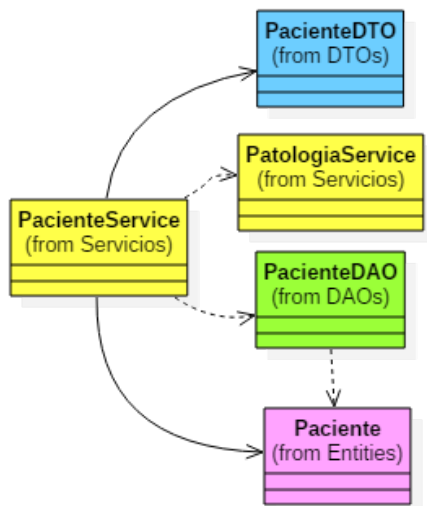 PacienteDTO
(from DTOs)
PatologiaService
(from Servicios)
PacienteService
(from Servicios)
PacienteDAO
(from DAOs)
Paciente
(from Entities)